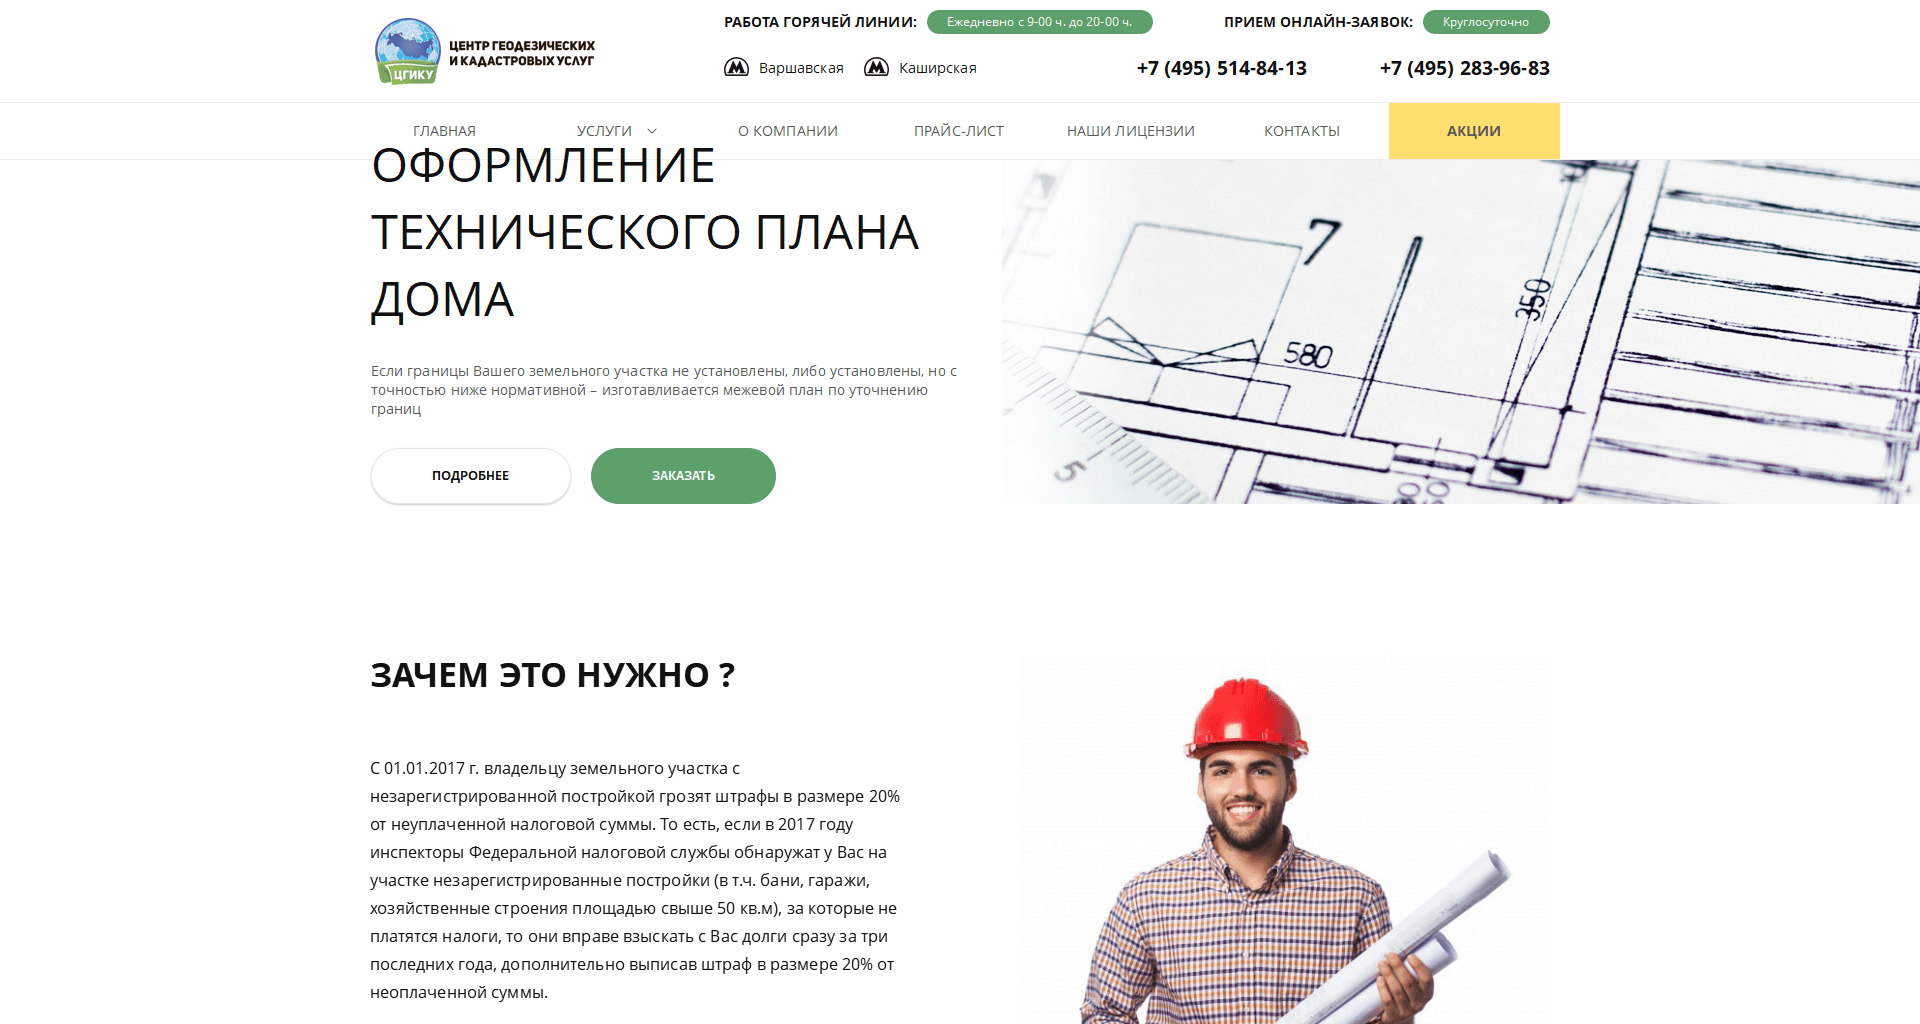 ЦГИКУ
ЦЕНТР ГЕОДЕЗИЧЕСКИХ
И КАДАСТРОВЫХ УСЛУГ
РАБОТА ГОРЯЧЕЙ ЛИНИИ: Ежедневно с 9-00 ч. до 20-00 ч.
ПРИЕМ ОНЛАЙН-ЗАЯВОК: Круглосуточно
Варшавская Каширская
+7 (495) 514-84-13 +7 (495) 283-96-83
ГЛАВНАЯ УСЛУГИ О КОМПАНИИ ПРАЙС-ЛИСТ НАШИ ЛИЦЕНЗИИ КОНТАКТЫ АКЦИИ
ОФОРМЛЕНИЕ
ТЕХНИЧЕСКОГО ПЛАНА
ДОМА
Если границы Вашего земельного участка не установлены, либо установлены, но с
точностью ниже нормативной – изготавливается межевой план по уточнению
границ
ПОДРОБНЕЕ ЗАКАЗАТЬ
7
350
580
5
ЗАЧЕМ ЭТО НУЖНО ?
С 01.01.2017 г. владельцу земельного участка с
незарегистрированной постройкой грозят штрафы в размере 20%
от неуплаченной налоговой суммы. То есть, если в 2017 году
инспекторы Федеральной налоговой службы обнаружат у Вас на
участке незарегистрированные постройки (в т.ч. бани, гаражи,
хозяйственные строения площадью свыше 50 кв.м), за которые не
платятся налоги, то они вправе взыскать с Вас долги сразу за три
последних года, дополнительно выписав штраф в размере 20% от
неоплаченной суммы.